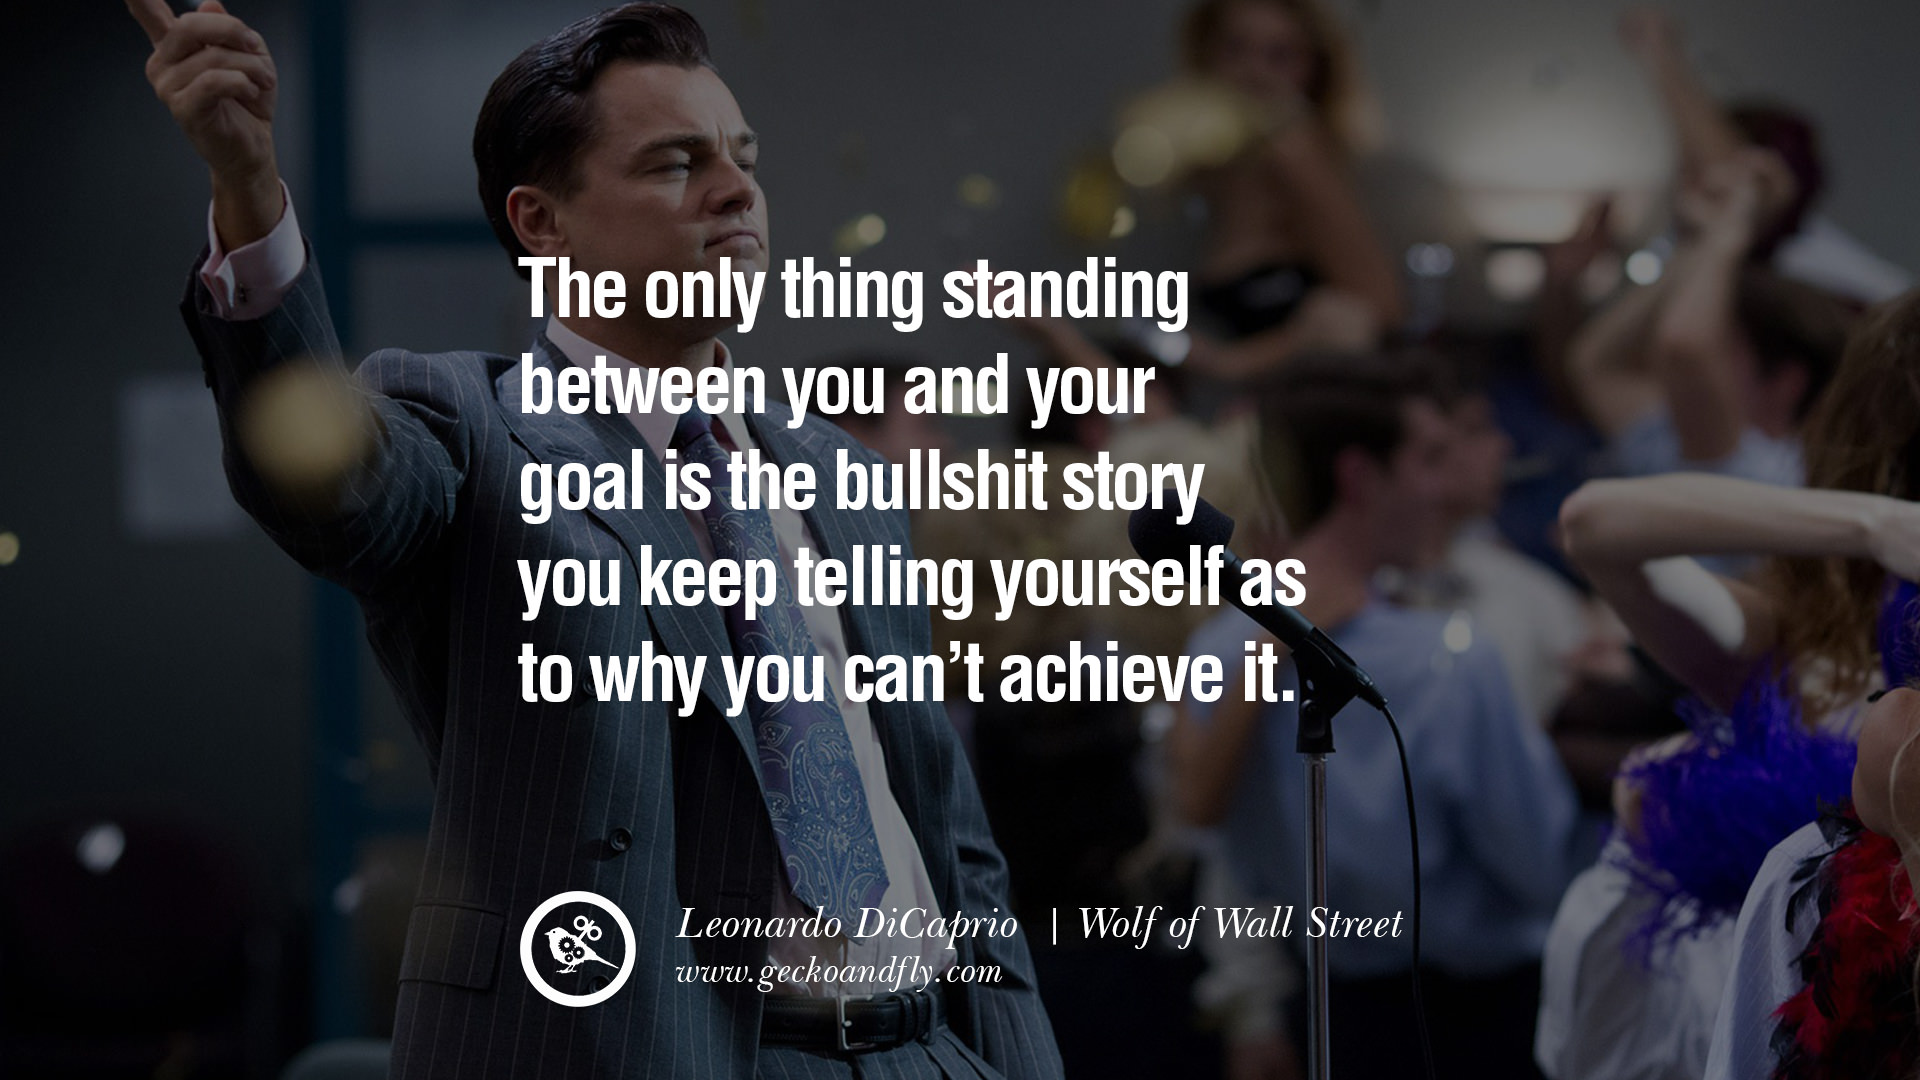 The only thing standing
between you and your
goal is the bullshit story
you keep telling yourself as
to why you can’t achieve it.
Leonardo DiCaprio | Wolf of Wall Street
www.geckoandfly.com